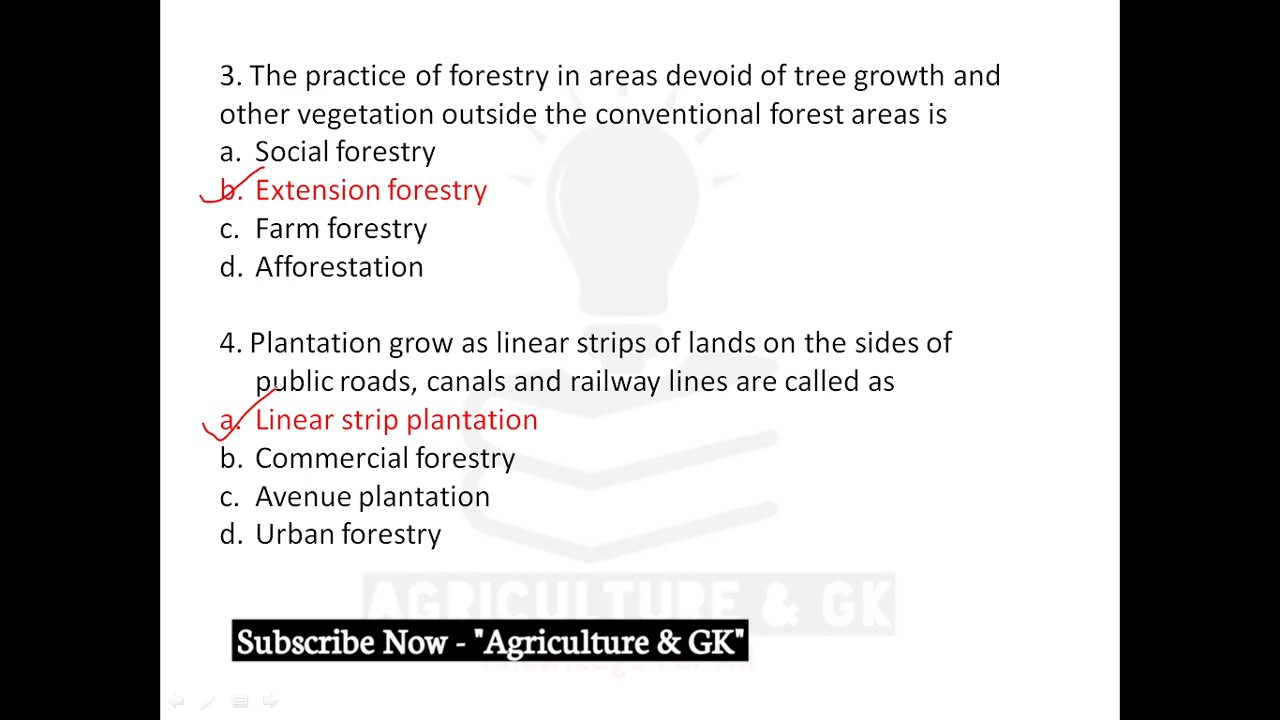 3. The practice of forestry in areas devoid of tree growth and
other vegetation outside the conventional forest areas is
a. Social forestry
b. Extension forestry
c. Farm forestry
d. Afforestation
4. Plantation grow as linear strips of lands on the sides of
public roads, canals and railway lines are called as
a. Linear strip plantation
b. Commercial forestry
c. Avenue plantation
d. Urban forestry
AGRICULTURE & GK
Subscribe Now - "Agriculture & GK"